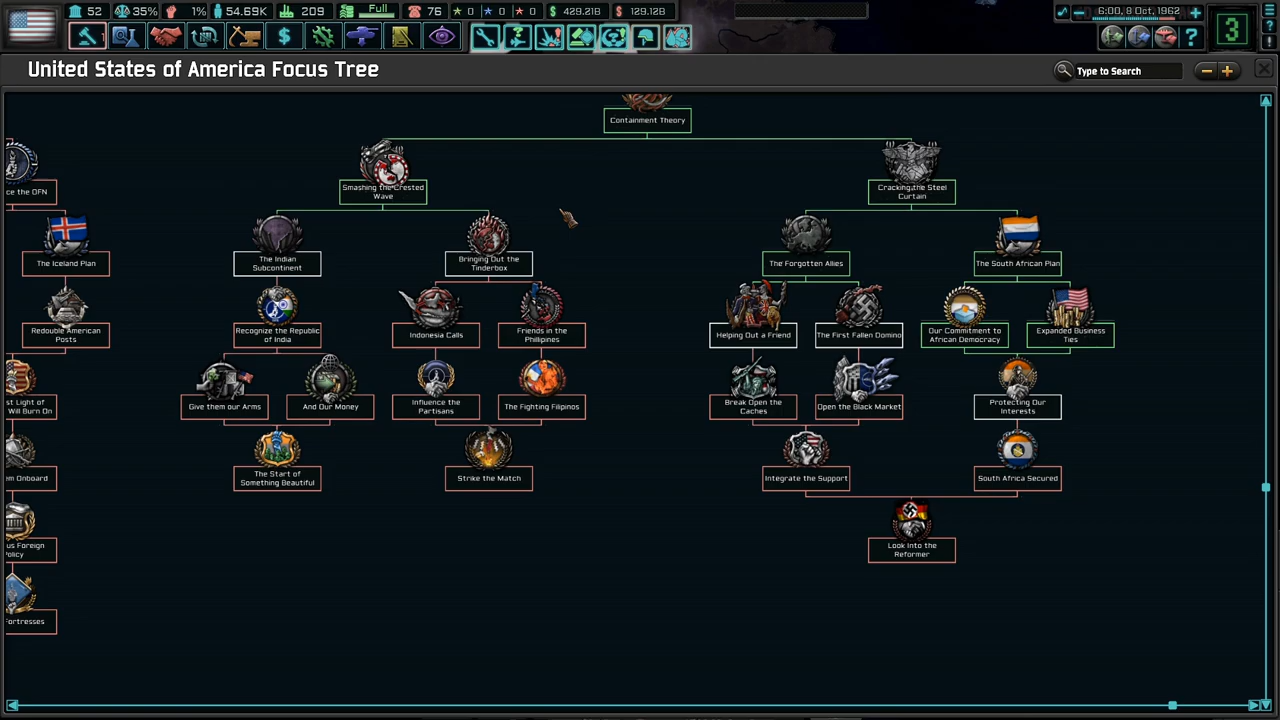 52
35%
1%
54.69K
209
Full
76
0
0
0
$ 429.21B
$ 129.12B
6:00, 8 Oct, 1962
3
United States of America Focus Tree
Type to Search
Containment Theory
Smashing the Crested
Wave
Cracking the Steel
Curtain
ce the OFN
The Iceland Plan
The Indian
Subcontinent
Bringing Out the
Tinderbox
The Forgotten Allies
The South African Plan
Redouble American
Posts
Recognize the Republic
of India
Indonesia Calls
Friends in the
Phillipines
Helping Out a Friend
The First Fallen Domino
Our Commitment to
African Democracy
Expanded Business
Ties
st Light of
Will Burn On
Give them our Arms
And Our Money
Influence the
Partisans
The Fighting Filipinos
Break Open the
Caches
Open the Black Market
Protecting Our
Interests
em Onboard
The Start of
Something Beautiful
Strike the Match
Integrate the Support
South Africa Secured
us Foreign
Policy
Look Into the
Reformer
Fortresses